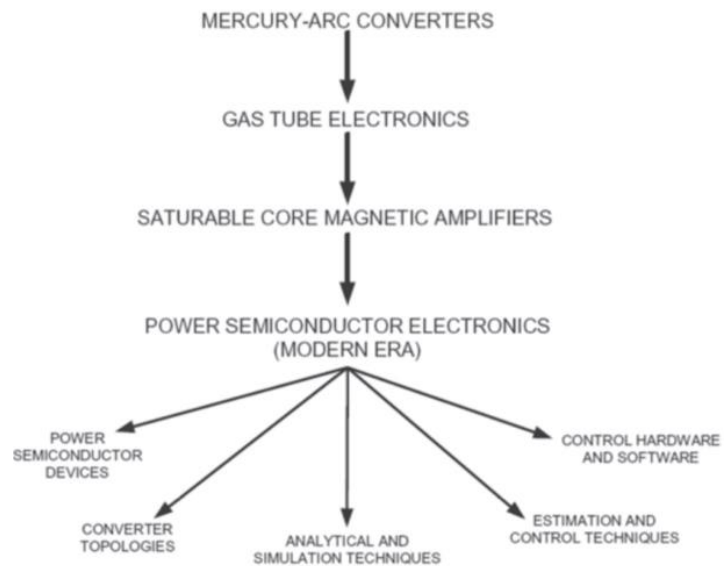 MERCURY-ARC CONVERTERS
GAS TUBE ELECTRONICS
SATURABLE CORE MAGNETIC AMPLIFIERS
POWER SEMICONDUCTOR ELECTRONICS
(MODERN ERA)
POWER
SEMICONDUCTOR
DEVICES
CONVERTER
TOPOLOGIES
ANALYTICAL AND
SIMULATION TECHNIQUES
ESTIMATION AND
CONTROL TECHNIQUES
CONTROL HARDWARE
AND SOFTWARE